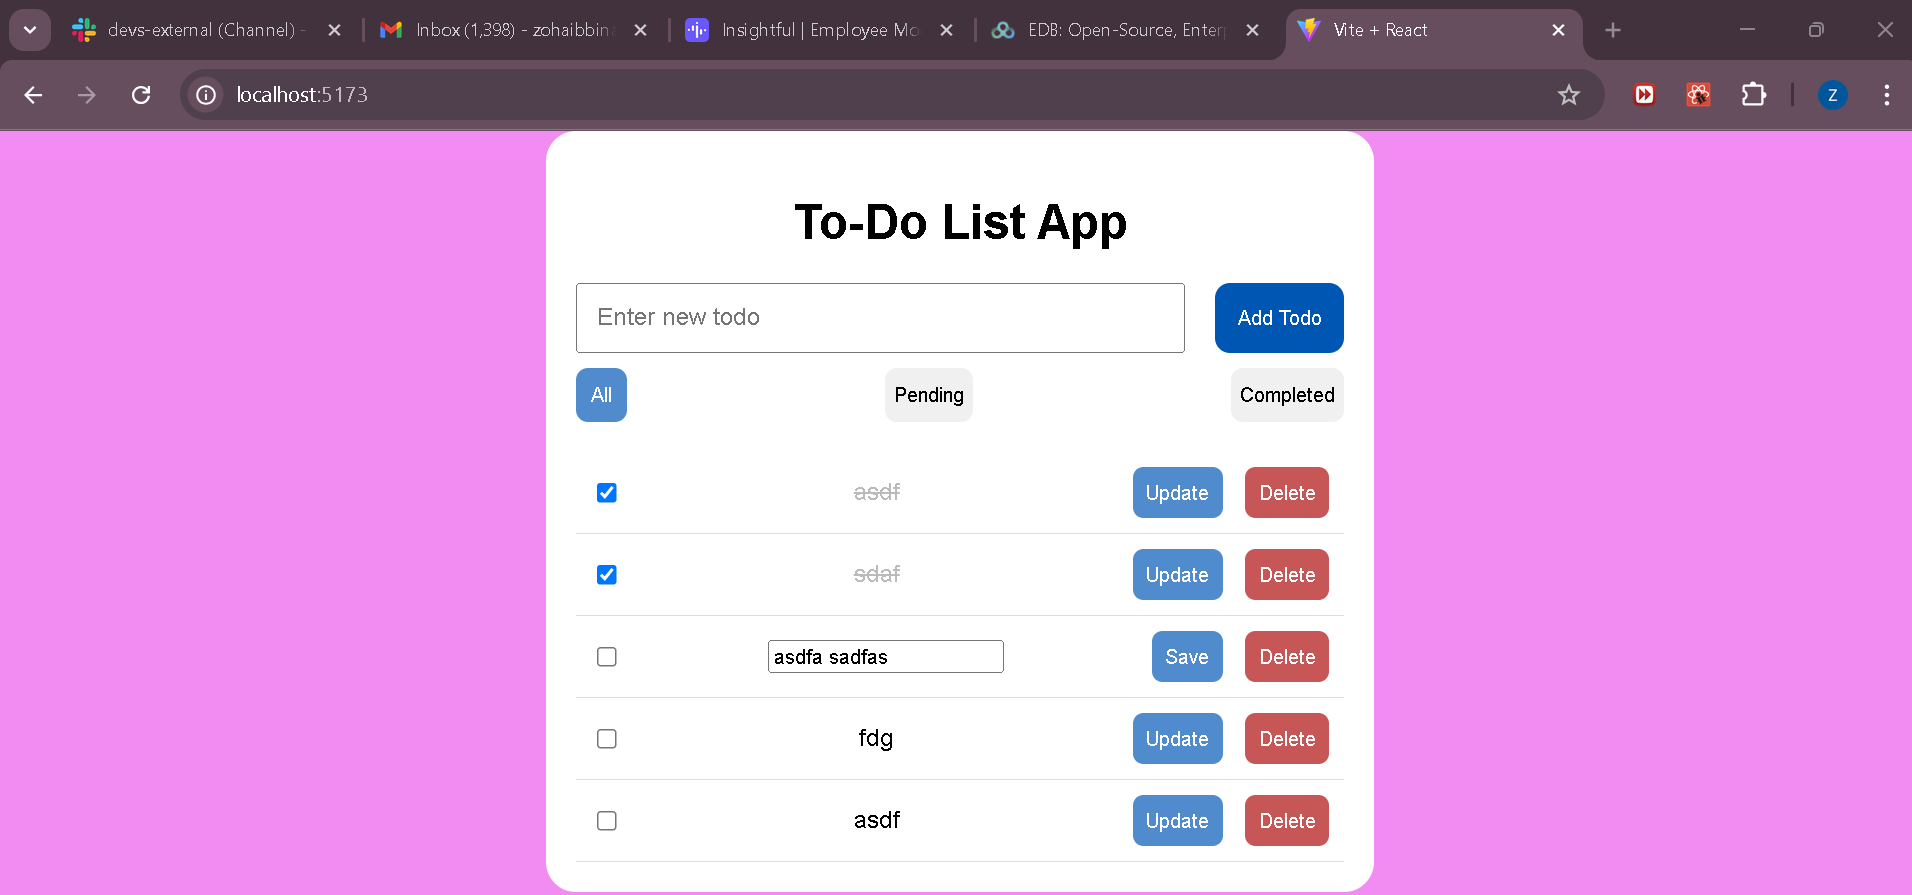 devs-external (Channel) -
Inbox (1,398) - zohaibbin
Insightful | Employee Mo
EDB: Open-Source, Enter
Vite + React
localhost:5173
Z
To-Do List App
Enter new todo
Add Todo
All
Pending
Completed
asdf
Update
Delete
sdaf
Update
Delete
asdfa sadfas
Save
Delete
fdg
Update
Delete
asdf
Update
Delete